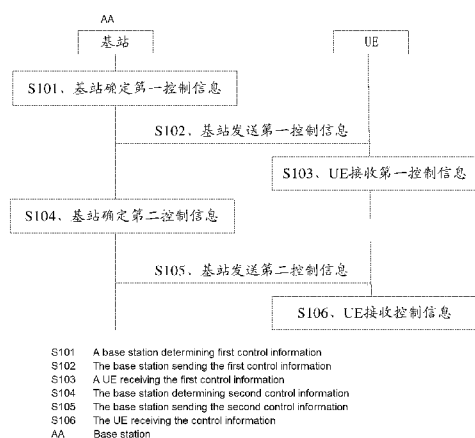 AA
基站
UE
S101、基站确定第一控制信息
S102、基站发送第一控制信息
S103、UE接收第一控制信息
S104、基站确定第二控制信息
S105、基站发送第二控制信息
S106、UE接收控制信息
S101 A base station determining first control information
S102 The base station sending the first control information
S103 A UE receiving the first control information
S104 The base station determining second control information
S105 The base station sending the second control information
S106 The UE receiving the control information
AA Base station